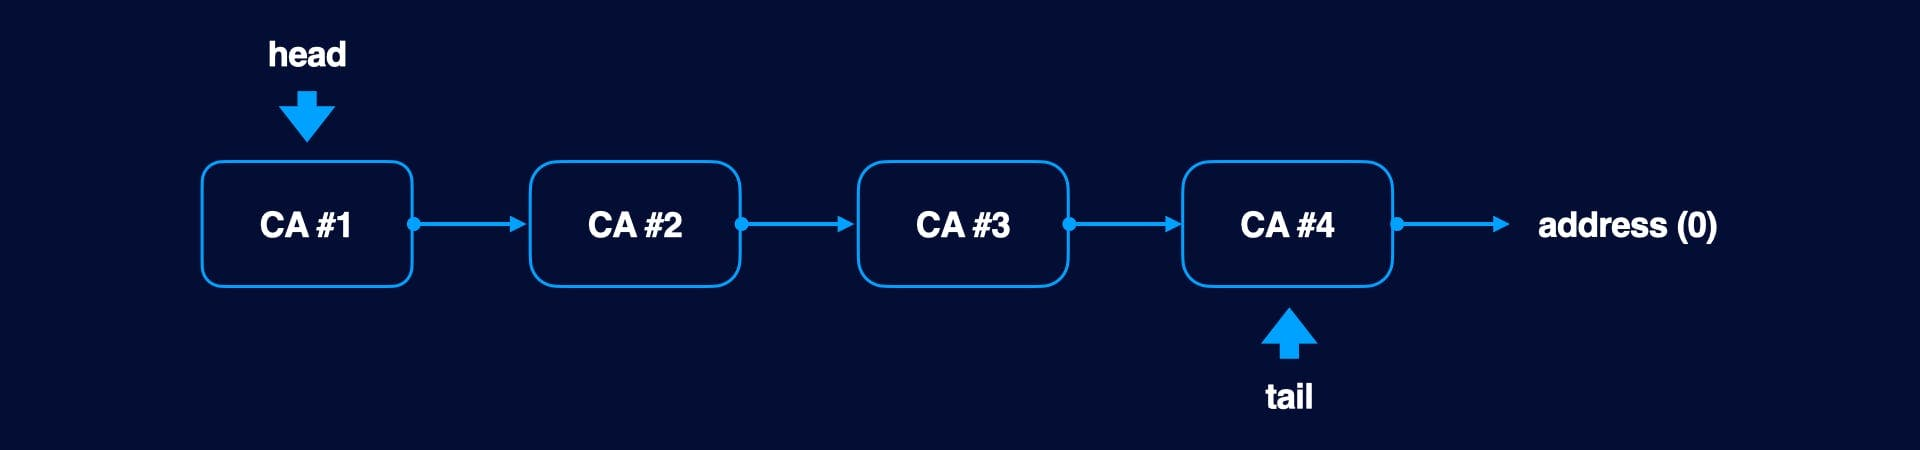 head
CA #1
CA #2
CA #3
CA #4
address (0)
tail